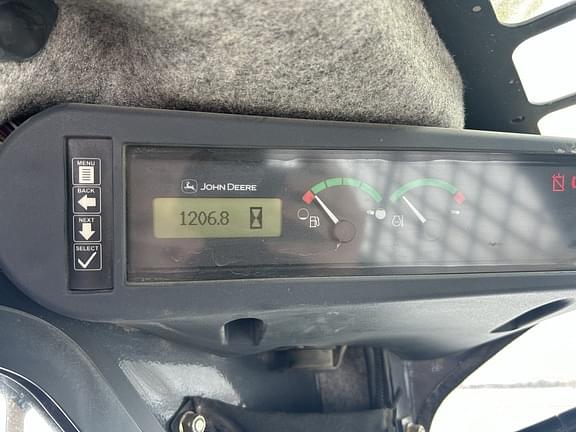 MENU
BACK
NEXT
SELECT
JOHN DEERE
1206.8